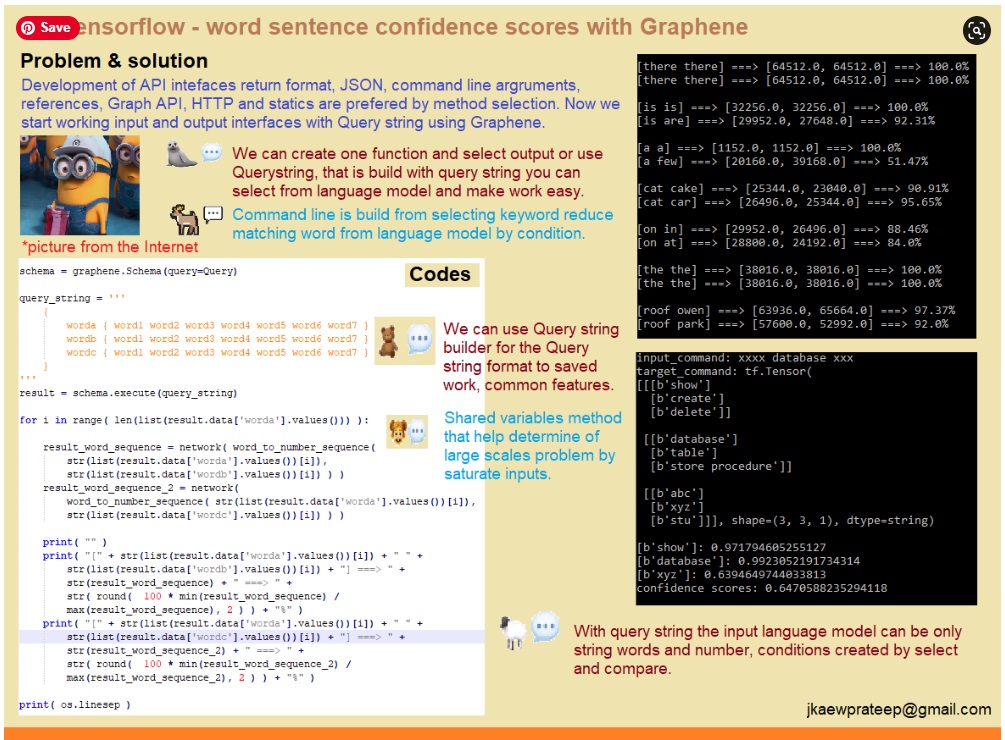 Save
ensorflow - word sentence confidence scores with Graphene
Problem & solution
Development of API intefaces return format, JSON, command line argruments,
references, Graph API, HTTP and statics are prefered by method selection. Now we
start working input and output interfaces with Query string using Graphene.
We can create one function and select output or use
Querystring, that is build with query string you can
select from language model and make work easy.
Command line is build from selecting keyword reduce
matching word from language model by condition.
*picture from the Internet
Codes
schema = graphene.Schema(query=Query)
query_string = '''
{
worda { word1 word2 word3 word4 word5 word6 word7 }
wordb { word1 word2 word3 word4 word5 word6 word7 }
wordc { word1 word2 word3 word4 word5 word6 word7 }
}
'''
result = schema.execute(query_string)
for i in range( len(list(result.data['worda'].values())) ):
result_word_sequence = network( word_to_number_sequence(
str(list(result.data['worda'].values())[i]),
str(list(result.data['wordb'].values())[i]) ) )
result_word_sequence_2 = network(
word_to_number_sequence( str(list(result.data['worda'].values())[i]),
str(list(result.data['wordc'].values())[i]) ) )
print( "" )
print( "[" + str(list(result.data['worda'].values())[i]) + " " +
str(list(result.data['wordb'].values())[i]) + "] ===> " +
str(result_word_sequence) + " ===> " +
str( round( 100 * min(result_word_sequence) /
max(result_word_sequence), 2 ) ) + "%" )
print( "[" + str(list(result.data['worda'].values())[i]) + " " +
str(list(result.data['wordc'].values())[i]) + "] ===> " +
str(result_word_sequence_2) + " ===> " +
str( round( 100 * min(result_word_sequence_2) /
max(result_word_sequence_2), 2 ) ) + "%" )
print( os.linesep )
We can use Query string
builder for the Query
string format to saved
work, common features.
Shared variables method
that help determine of
large scales problem by
saturate inputs.
[there there] ===> [64512.0, 64512.0] ===> 100.0%
[there there] ===> [64512.0, 64512.0] ===> 100.0%
[is is] ===> [32256.0, 32256.0] ===> 100.0%
[is are] ===> [29952.0, 27648.0] ===> 92.31%
[a a] ===> [1152.0, 1152.0] ===> 100.0%
[a few] ===> [20160.0, 39168.0] ===> 51.47%
[cat cake] ===> [25344.0, 23040.0] ===> 90.91%
[cat car] ===> [26496.0, 25344.0] ===> 95.65%
[on in] ===> [29952.0, 26496.0] ===> 88.46%
[on at] ===> [28800.0, 24192.0] ===> 84.0%
[the the] ===> [38016.0, 38016.0] ===> 100.0%
[the the] ===> [38016.0, 38016.0] ===> 100.0%
[roof owen] ===> [63936.0, 65664.0] ===> 97.37%
[roof park] ===> [57600.0, 52992.0] ===> 92.0%
input_command: xxxx database xxx
target_command: tf.Tensor(
[[[b'show']
[b'create']
[b'delete']]
[[b'database']
[b'table']
[b'store procedure']]
[[b'abc']
[b'xyz']
[b'stu']]], shape=(3, 3, 1), dtype=string)
[b'show']: 0.971794605255127
[b'database']: 0.9923052191734314
[b'xyz']: 0.6394649744033813
confidence scores: 0.6470588235294118
With query string the input language model can be only
string words and number, conditions created by select
and compare.
jkaewprateep@gmail.com